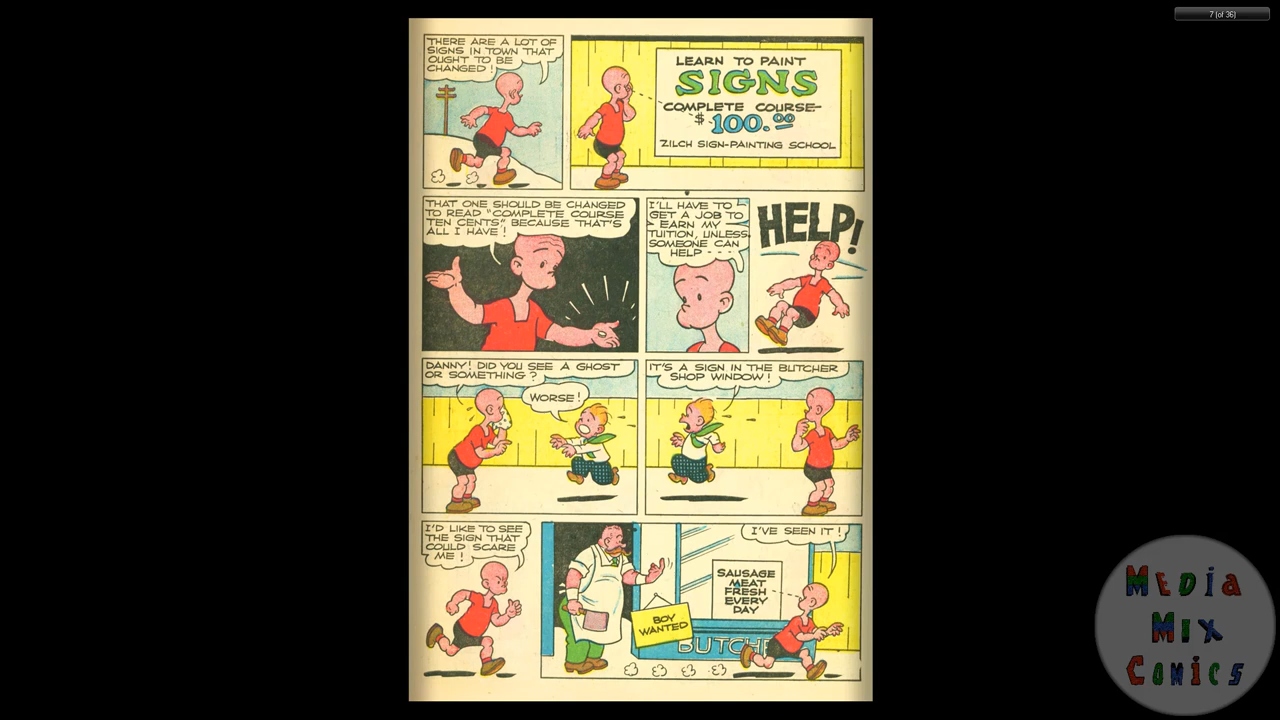 7 (of 36)
THERE ARE A LOT OF
SIGNS IN TOWN THAT
OUGHT TO BE
CHANGED!
LEARN TO PAINT
SIGNS
COMPLETE COURSE-
$100.00
ZILCH SIGN-PAINTING SCHOOL
THAT ONE SHOULD BE CHANGED
TO READ "COMPLETE COURSE
TEN CENTS" BECAUSE THAT'S
ALL I HAVE!
I'LL HAVE TO
GET A JOB TO
EARN MY
TUITION, UNLESS
SOMEONE CAN
HELP ----
HELP!
DANNY! DID YOU SEE A GHOST
OR SOMETHING?
WORSE!
IT'S A SIGN IN THE BUTCHER
SHOP WINDOW!
I'D LIKE TO SEE
THE SIGN THAT
COULD SCARE
ME!
I'VE SEEN IT!
SAUSAGE
MEAT
FRESH
EVERY
DAY
BOY
WANTED
BUTCHE
MEDIA
MIX
COMICS